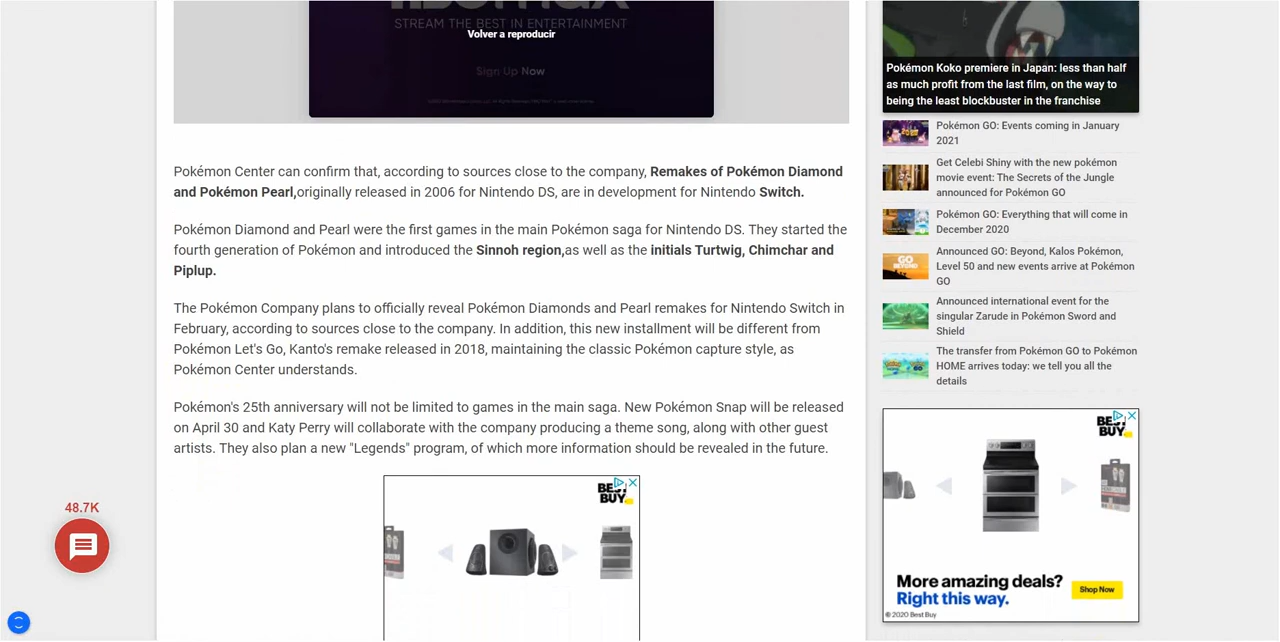 STREAM THE BEST IN ENTERTAINMENT
Volver a reproducir
Sign Up Now
Pokémon Center can confirm that, according to sources close to the company, Remakes of Pokémon Diamond
and Pokémon Pearl,originally released in 2006 for Nintendo DS, are in development for Nintendo Switch.
Pokémon Diamond and Pearl were the first games in the main Pokémon saga for Nintendo DS. They started the
fourth generation of Pokémon and introduced the Sinnoh region,as well as the initials Turtwig, Chimchar and
Piplup.
The Pokémon Company plans to officially reveal Pokémon Diamonds and Pearl remakes for Nintendo Switch in
February, according to sources close to the company. In addition, this new installment will be different from
Pokémon Let's Go, Kanto's remake released in 2018, maintaining the classic Pokémon capture style, as
Pokémon Center understands.
Pokémon's 25th anniversary will not be limited to games in the main saga. New Pokémon Snap will be released
on April 30 and Katy Perry will collaborate with the company producing a theme song, along with other guest
artists. They also plan a new "Legends" program, of which more information should be revealed in the future.
BEST
BUY
48.7K
Pokémon Koko premiere in Japan: less than half
as much profit from the last film, on the way to
being the least blockbuster in the franchise
Pokémon GO: Events coming in January
2021
Get Celebi Shiny with the new pokémon
movie event: The Secrets of the Jungle
announced for Pokémon GO
Pokémon GO: Everything that will come in
December 2020
GO
BEYOND
Announced GO: Beyond, Kalos Pokémon,
Level 50 and new events arrive at Pokémon
GO
Announced international event for the
singular Zarude in Pokémon Sword and
Shield
The transfer from Pokémon GO to Pokémon
HOME arrives today: we tell you all the
details
BEST
BUY
More amazing deals?
Right this way.
Shop Now
© 2020 Best Buy